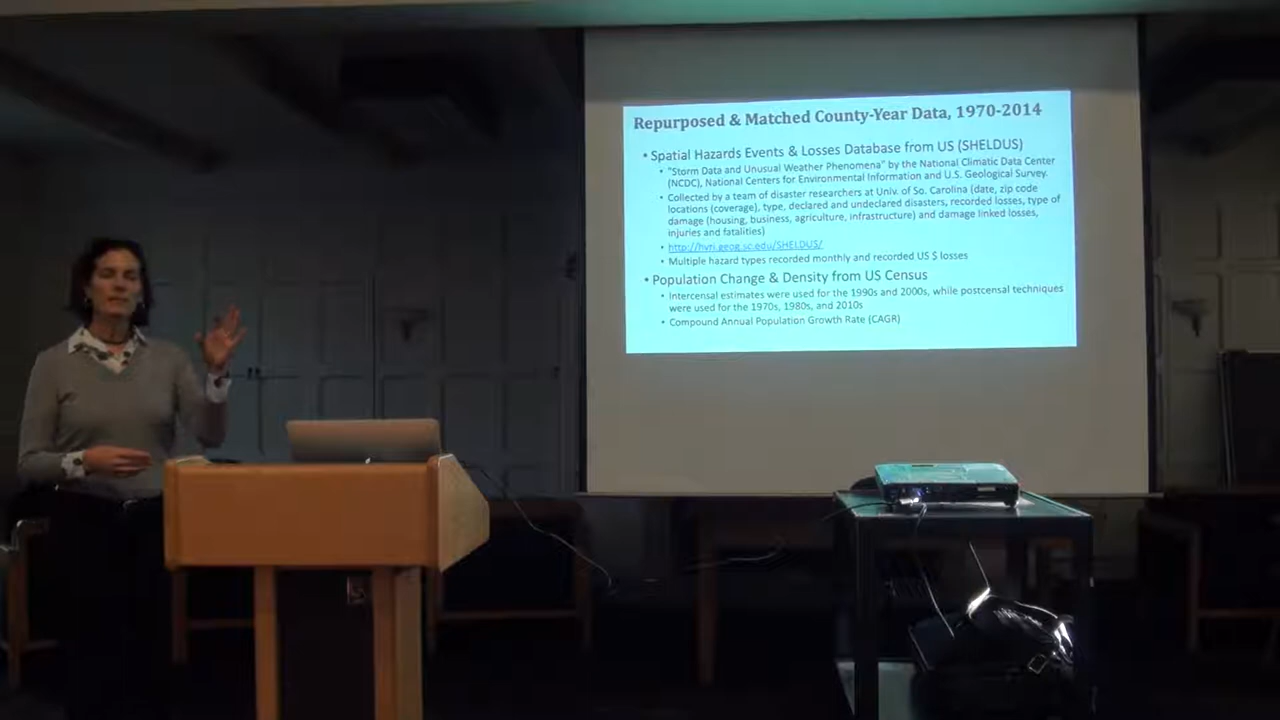 Repurposed & Matched County-Year Data, 1970-2014
• Spatial Hazards Events & Losses Database from US (SHELDUS)
• "Storm Data and Unusual Weather Phenomena" by the National Climatic Data Center
(NCDC), National Centers for Environmental Information and U.S. Geological Survey.
• Collected by a team of disaster researchers at Univ. of So. Carolina (date, zip code
locations (coverage), type, declared and undeclared disasters, recorded losses, type of
damage (housing, business, agriculture, infrastructure) and damage linked losses,
injuries and fatalities)
• http://hvri.geog.sc.edu/SHELDUS/
• Multiple hazard types recorded monthly and recorded US $ losses
• Population Change & Density from US Census
• Intercensal estimates were used for the 1990s and 2000s, while postcensal techniques
were used for the 1970s, 1980s, and 2010s
• Compound Annual Population Growth Rate (CAGR)